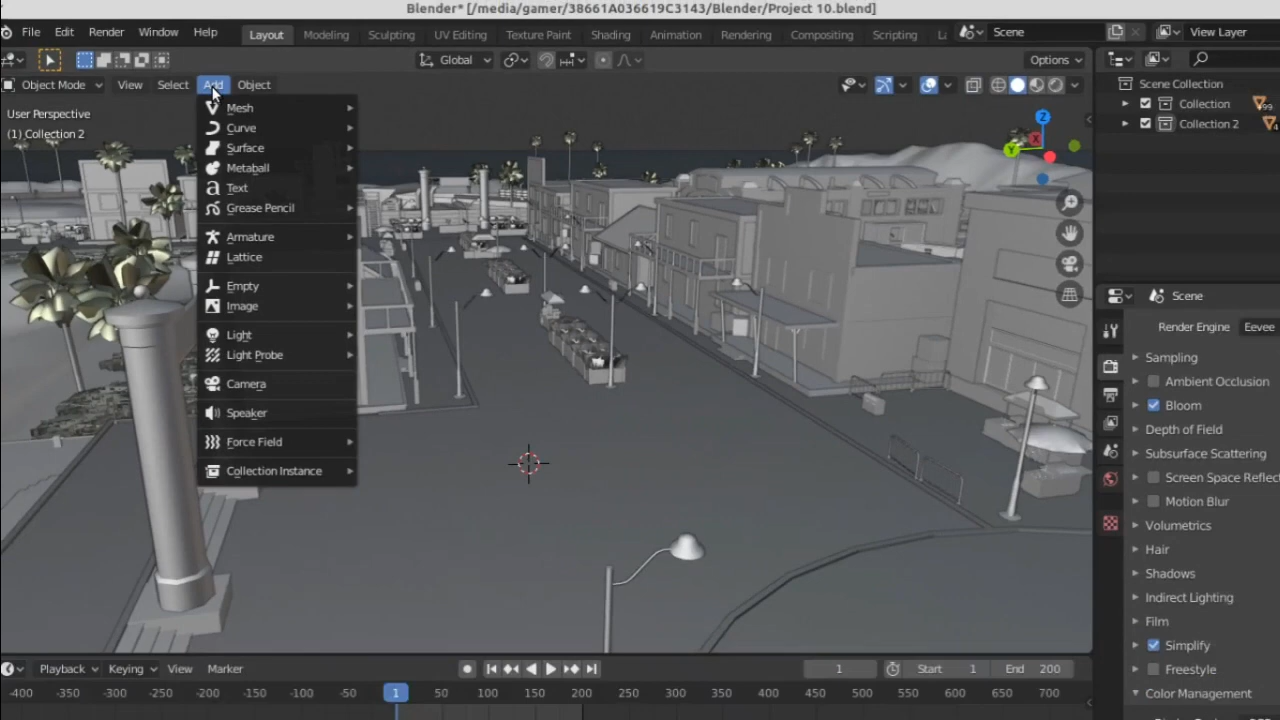 Blender* [/media/gamer/38661A036619C3143/Blender/Project 10.blend]
File Edit Render Window Help Layout Modeling Sculpting UV Editing Texture Paint Shading Animation Rendering Compositing Scripting Scene View Layer
Global Options
Object Mode View Select Add Object
Scene Collection
Collection
Collection 2
User Perspective
(1) Collection 2
Mesh
Curve
Surface
Metaball
Text
Grease Pencil
Armature
Lattice
Empty
Image
Light
Light Probe
Camera
Speaker
Force Field
Collection Instance
Z
X
Y
Scene
Render Engine Eevee
Sampling
Ambient Occlusion
Bloom
Depth of Field
Subsurface Scattering
Screen Space Reflec
Motion Blur
Volumetrics
Hair
Shadows
Indirect Lighting
Film
Simplify
Freestyle
Color Management
Playback Keying View Marker 1 Start 1 End 200
-400 -350 -300 -250 -200 -150 -100 -50 1 50 100 150 200 250 300 350 400 450 500 550 600 650 700